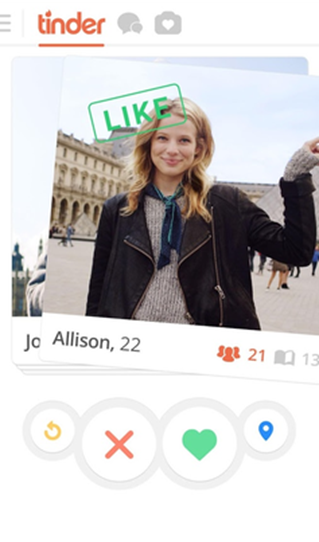 tinder
LIKE
Jo
Allison, 22
21
13